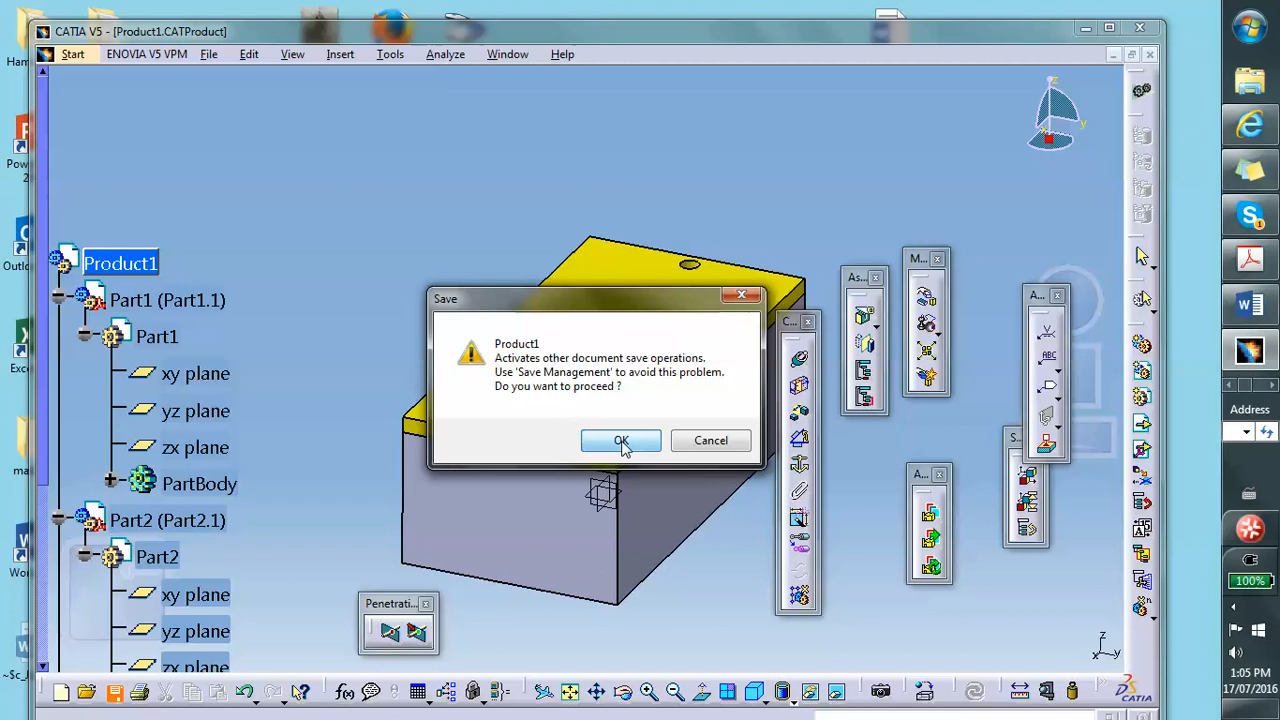 CATIA V5 - [Product1.CATProduct]
Start ENOVIA V5 VPM File Edit View Insert Tools Analyze Window Help
Product1
Part1 (Part1.1)
Part1
xy plane
yz plane
zx plane
PartBody
Part2 (Part2.1)
Part2
xy plane
yz plane
zx plane
Save
Product1
Activates other document save operations.
Use 'Save Management' to avoid this problem.
Do you want to proceed ?
OK Cancel
Penetrati...
C...
As...
M...
A...
S...
A...
ABC
z
y
z
x
y
f(x)
CATIA
Address
100%
1:05 PM
17/07/2016